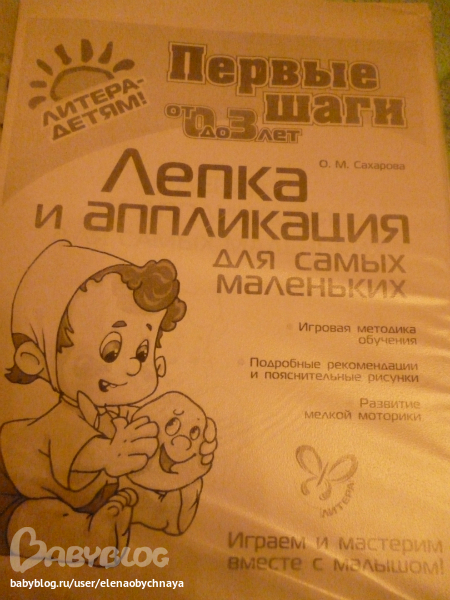 ЛИТЕРА-
ДЕТЯМ!
Первые
шаги
от 0 до 3 лет
О. М. Сахарова
Лепка
и аппликация
для самых
маленьких
Игровая методика
обучения
Подробные рекомендации
и пояснительные рисунки
Развитие
мелкой моторики
ЛИТЕРА
Играем и мастерим
вместе с малышом!
BABYBLOG
babyblog.ru/user/elenaobychnaya